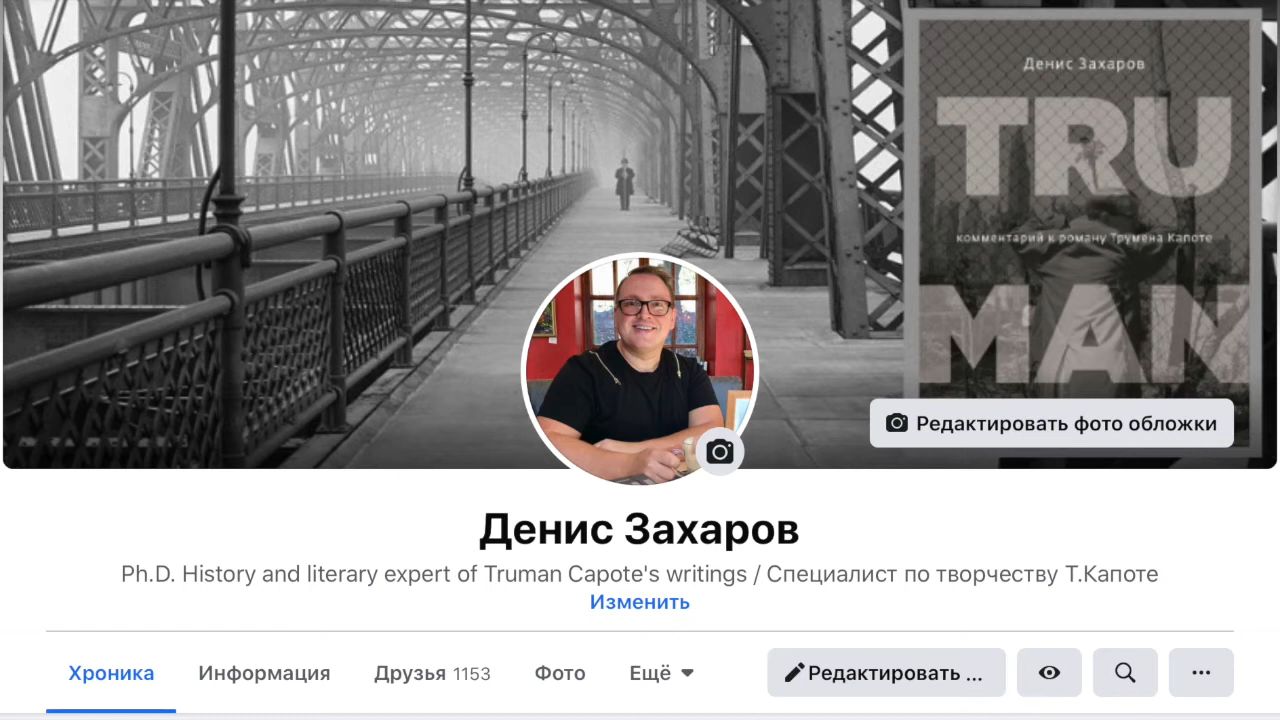 Денис Захаров
TRU
комментарий к роману Трумена Капоте
MAN
Редактировать фото обложки
Денис Захаров
Ph.D. History and literary expert of Truman Capote's writings / Специалист по творчеству Т.Капоте
Изменить
Хроника Информация Друзья 1153 Фото Ещё Редактировать ...